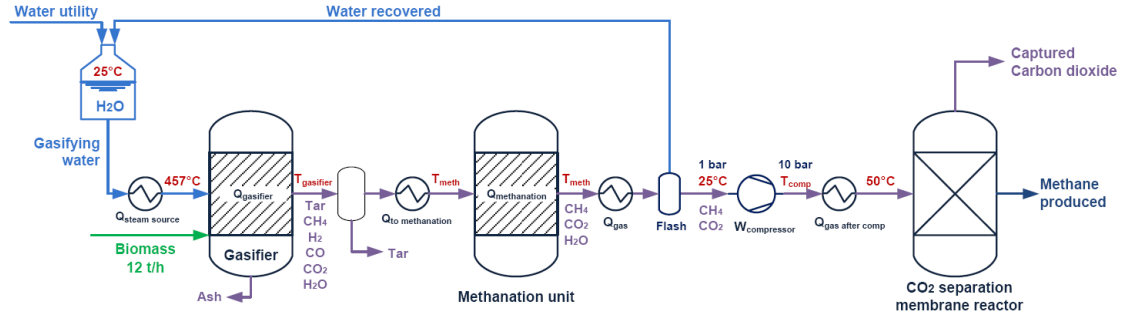 Water utility
Water recovered
25°C
H2O
Gasifying
water
457°C
Qsteam source
Biomass
12 t/h
Qgasifier
Gasifier
Ash
Tgasifier
Tar
CH4
H2
CO
CO2
H2O
Tar
Qto methanation
Tmeth
Qmethanation
Methanation unit
Tmeth
CH4
CO2
H2O
Qgas
Flash
1 bar
25°C
CH4
CO2
Wcompressor
10 bar
Tcomp
Qgas after comp
50°C
Captured
Carbon dioxide
Methane
produced
CO2 separation
membrane reactor